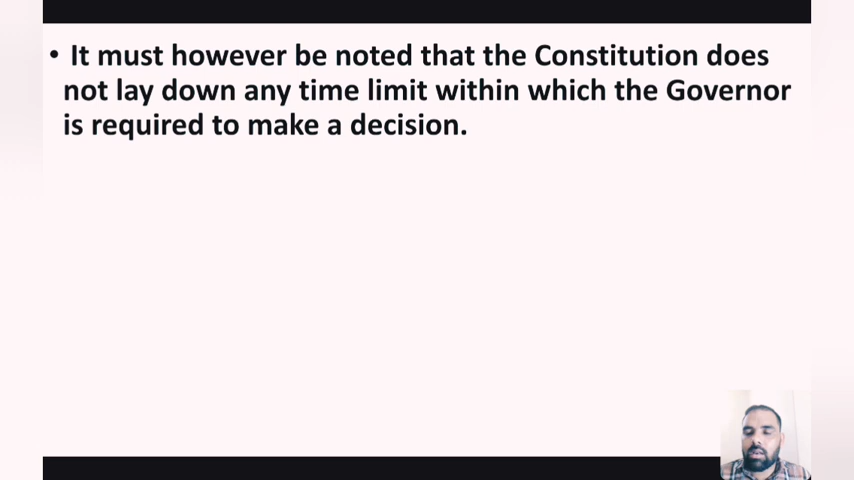 • It must however be noted that the Constitution does
not lay down any time limit within which the Governor
is required to make a decision.